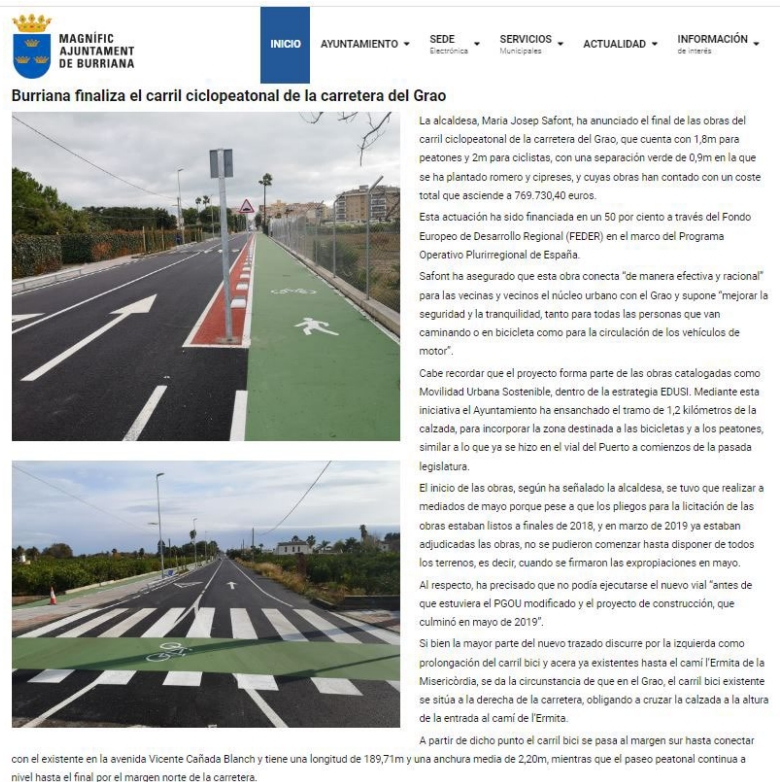 MAGNÍFIC
AJUNTAMENT
DE BURRIANA
INICIO
AYUNTAMIENTO
SEDE
Electrónica
SERVICIOS
Municipales
ACTUALIDAD
INFORMACIÓN
de interés
Burriana finaliza el carril ciclopeatonal de la carretera del Grao
La alcaldesa, Maria Josep Safont, ha anunciado el final de las obras del
carril ciclopeatonal de la carretera del Grao, que cuenta con 1,8m para
peatones y 2m para ciclistas, con una separación verde de 0,9m en la que
se ha plantado romero y cipreses, y cuyas obras han contado con un coste
total que asciende a 769.730,40 euros.
Esta actuación ha sido financiada en un 50 por ciento a través del Fondo
Europeo de Desarrollo Regional (FEDER) en el marco del Programa
Operativo Plurirregional de España.
Safont ha asegurado que esta obra conecta "de manera efectiva y racional"
para las vecinas y vecinos el núcleo urbano con el Grao y supone "mejorar la
seguridad y la tranquilidad, tanto para todas las personas que van
caminando o en bicicleta como para la circulación de los vehículos de
motor".
Cabe recordar que el proyecto forma parte de las obras catalogadas como
Movilidad Urbana Sostenible, dentro de la estrategia EDUSI. Mediante esta
iniciativa el Ayuntamiento ha ensanchado el tramo de 1,2 kilómetros de la
calzada, para incorporar la zona destinada a las bicicletas y a los peatones,
similar a lo que ya se hizo en el vial del Puerto a comienzos de la pasada
legislatura.
El inicio de las obras, según ha señalado la alcaldesa, se tuvo que realizar a
mediados de mayo porque pese a que los pliegos para la licitación de las
obras estaban listos a finales de 2018, y en marzo de 2019 ya estaban
adjudicadas las obras, no se pudieron comenzar hasta disponer de todos
los terrenos, es decir, cuando se firmaron las expropiaciones en mayo.
Al respecto, ha precisado que no podía ejecutarse el nuevo vial "antes de
que estuviera el PGOU modificado y el proyecto de construcción, que
culminó en mayo de 2019".
Si bien la mayor parte del nuevo trazado discurre por la izquierda como
prolongación del carril bici y acera ya existentes hasta el camí l'Ermita de la
Misericòrdia, se da la circunstancia de que en el Grao, el carril bici existente
se sitúa a la derecha de la carretera, obligando a cruzar la calzada a la altura
de la entrada al camí de l'Ermita.
A partir de dicho punto el carril bici se pasa al margen sur hasta conectar
con el existente en la avenida Vicente Cañada Blanch y tiene una longitud de 189,71m y una anchura media de 2,20m, mientras que el paseo peatonal continua a
nivel hasta el final por el margen norte de la carretera.